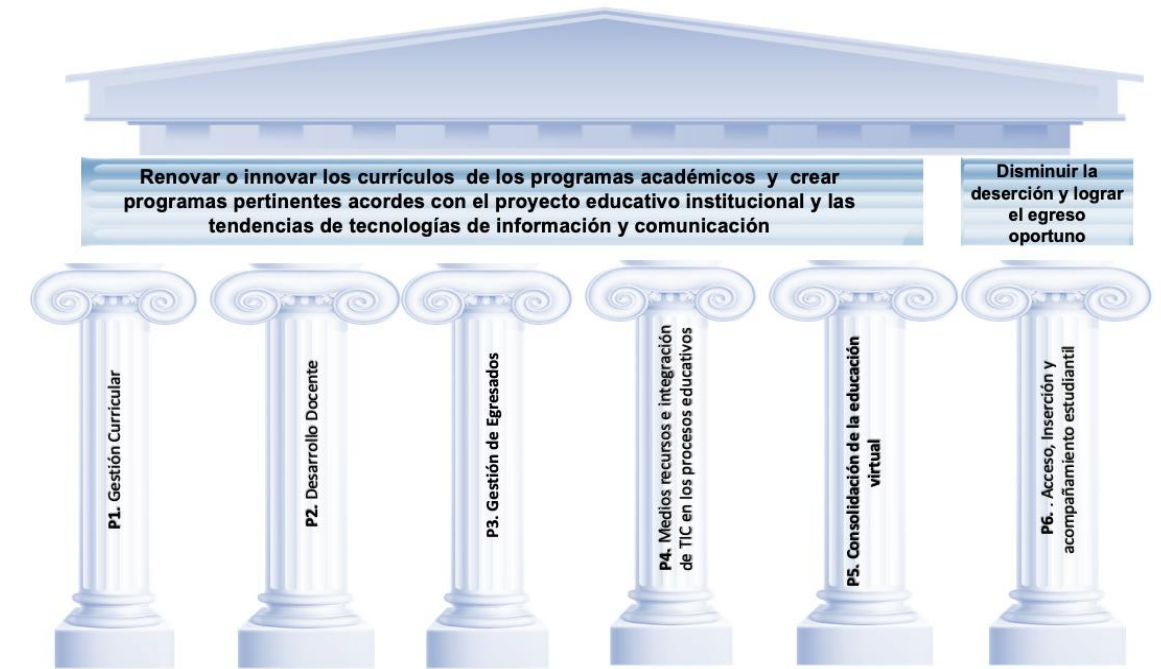 Renovar o innovar los currículos de los programas académicos y crear
programas pertinentes acordes con el proyecto educativo institucional y las
tendencias de tecnologías de información y comunicación
Disminuir la
deserción y lograr
el egreso
oportuno
P1. Gestión Curricular
P2. Desarrollo Docente
P3. Gestión de Egresados
P4. Medios recursos e integración
de TIC en los procesos educativos
P5. Consolidación de la educación
virtual
P6. . Acceso, Inserción y
acompañamiento estudiantil